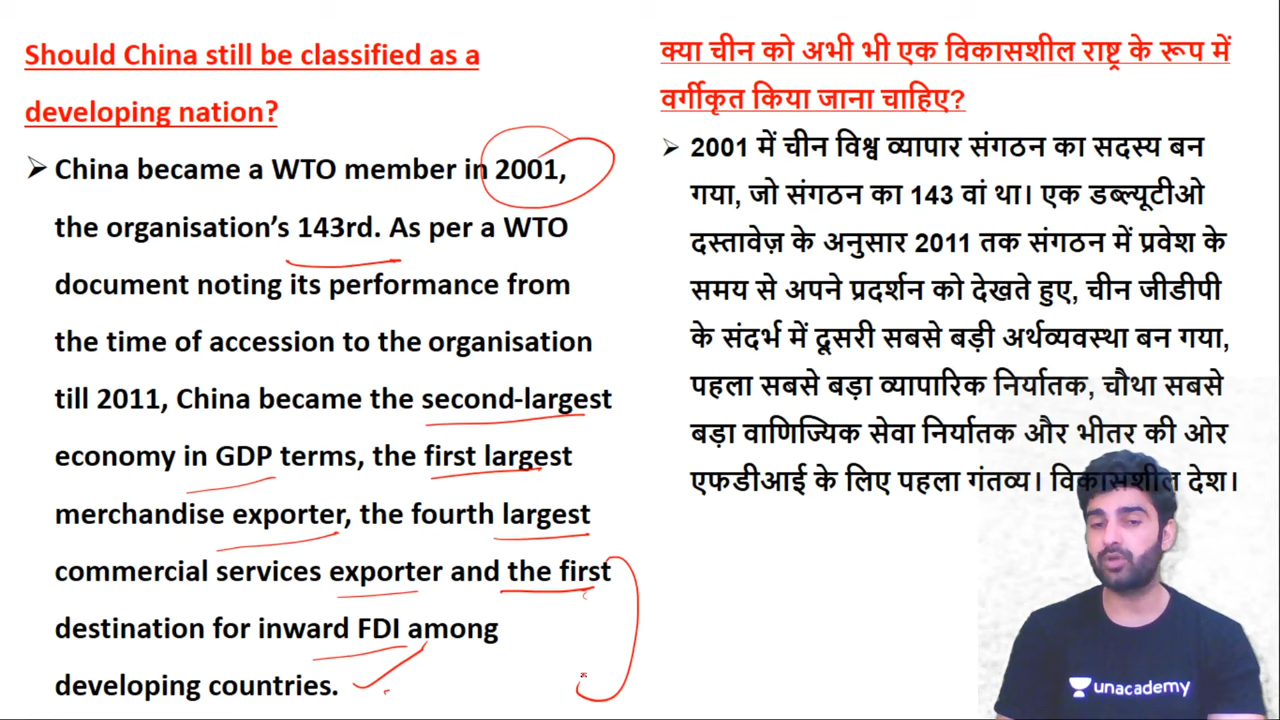 Should China still be classified as a
developing nation?
➢ China became a WTO member in 2001,
the organisation’s 143rd. As per a WTO
document noting its performance from
the time of accession to the organisation
till 2011, China became the second-largest
economy in GDP terms, the first largest
merchandise exporter, the fourth largest
commercial services exporter and the first
destination for inward FDI among
developing countries.
क्या चीन को अभी भी एक विकासशील राष्ट्र के रूप में
वर्गीकृत किया जाना चाहिए?
➢ 2001 में चीन विश्व व्यापार संगठन का सदस्य बन
गया, जो संगठन का 143 वां था। एक डब्ल्यूटीओ
दस्तावेज़ के अनुसार 2011 तक संगठन में प्रवेश के
समय से अपने प्रदर्शन को देखते हुए, चीन जीडीपी
के संदर्भ में दूसरी सबसे बड़ी अर्थव्यवस्था बन गया,
पहला सबसे बड़ा व्यापारिक निर्यातक, चौथा सबसे
बड़ा वाणिज्यिक सेवा निर्यातक और भीतर की ओर
एफडीआई के लिए पहला गंतव्य। विकासशील देश।
unacademy